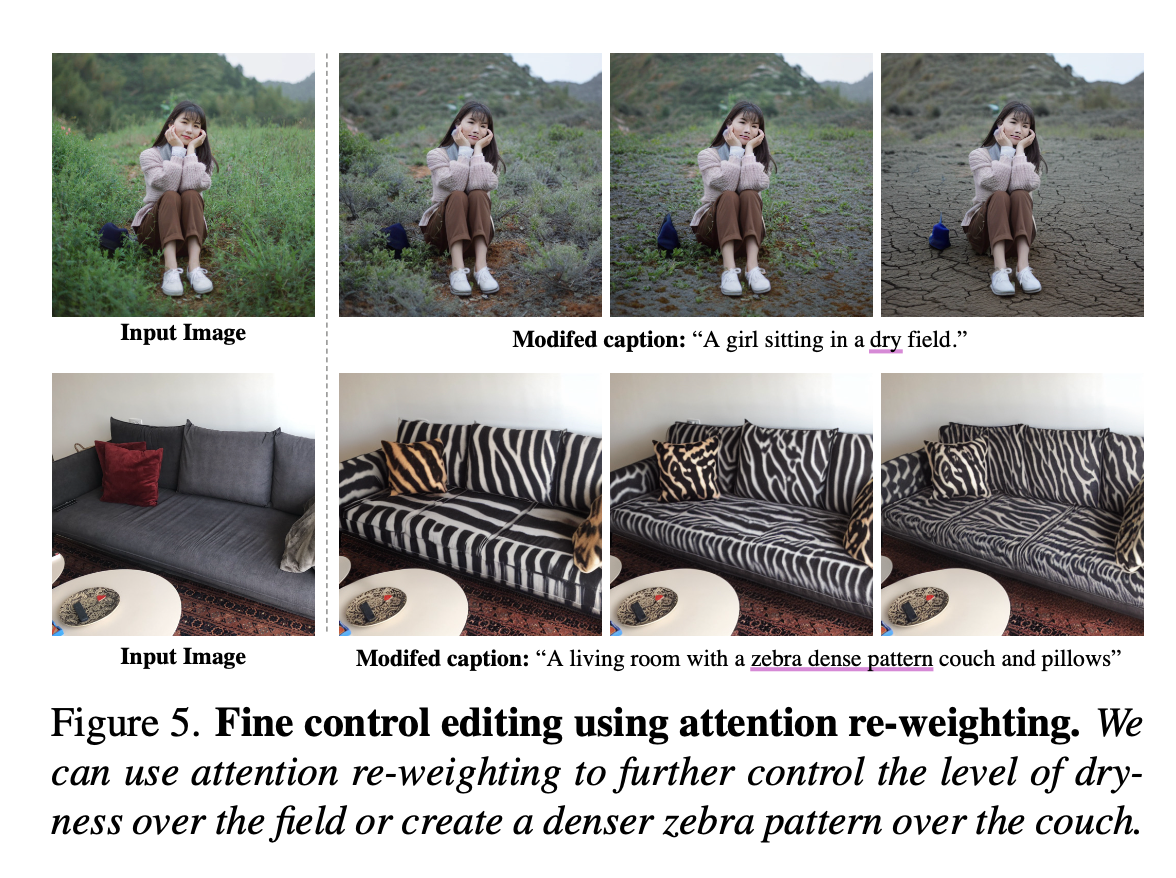 Input Image
Modifed caption: “A girl sitting in a dry field.”
Input Image
Modifed caption: “A living room with a zebra dense pattern couch and pillows”
Figure 5. Fine control editing using attention re-weighting. We
can use attention re-weighting to further control the level of dry-
ness over the field or create a denser zebra pattern over the couch.